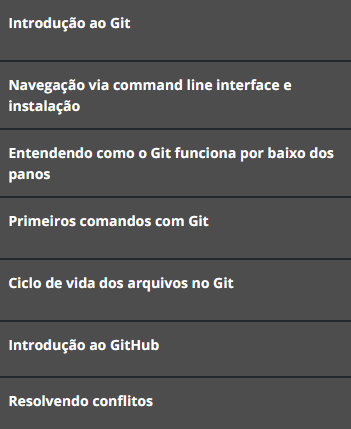 Introdução ao Git
Navegação via command line interface e
instalação
Entendendo como o Git funciona por baixo dos
panos
Primeiros comandos com Git
Ciclo de vida dos arquivos no Git
Introdução ao GitHub
Resolvendo conflitos